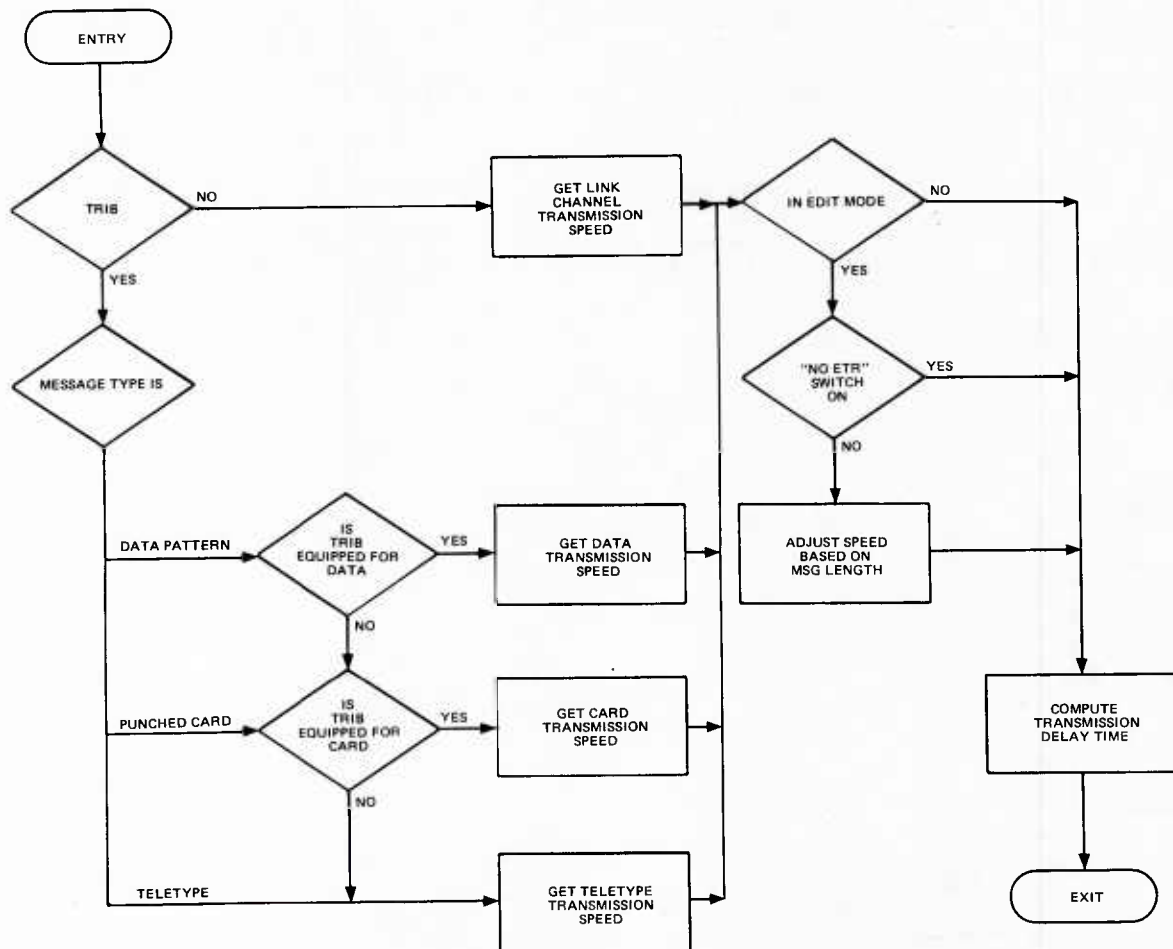 ENTRY
TRIB
NO
YES
MESSAGE TYPE IS
GET LINK
CHANNEL
TRANSMISSION
SPEED
IN EDIT MODE
NO
YES
"NO ETR"
SWITCH
ON
YES
NO
ADJUST SPEED
BASED ON
MSG LENGTH
DATA PATTERN
IS
TRIB
EQUIPPED FOR
DATA
YES
NO
GET DATA
TRANSMISSION
SPEED
PUNCHED CARD
IS
TRIB
EQUIPPED FOR
CARD
YES
NO
GET CARD
TRANSMISSION
SPEED
TELETYPE
GET TELETYPE
TRANSMISSION
SPEED
COMPUTE
TRANSMISSION
DELAY TIME
EXIT